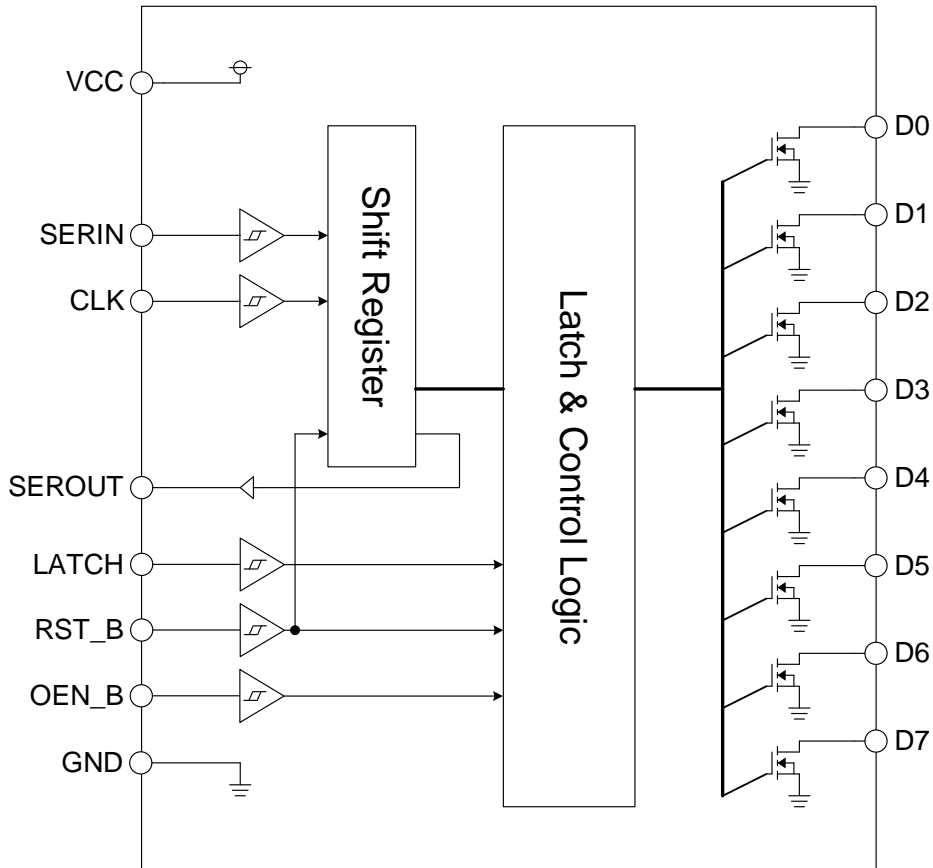 VCC
SERIN
CLK
SEROUT
LATCH
RST_B
OEN_B
GND
Shift Register
Latch & Control Logic
D0
D1
D2
D3
D4
D5
D6
D7